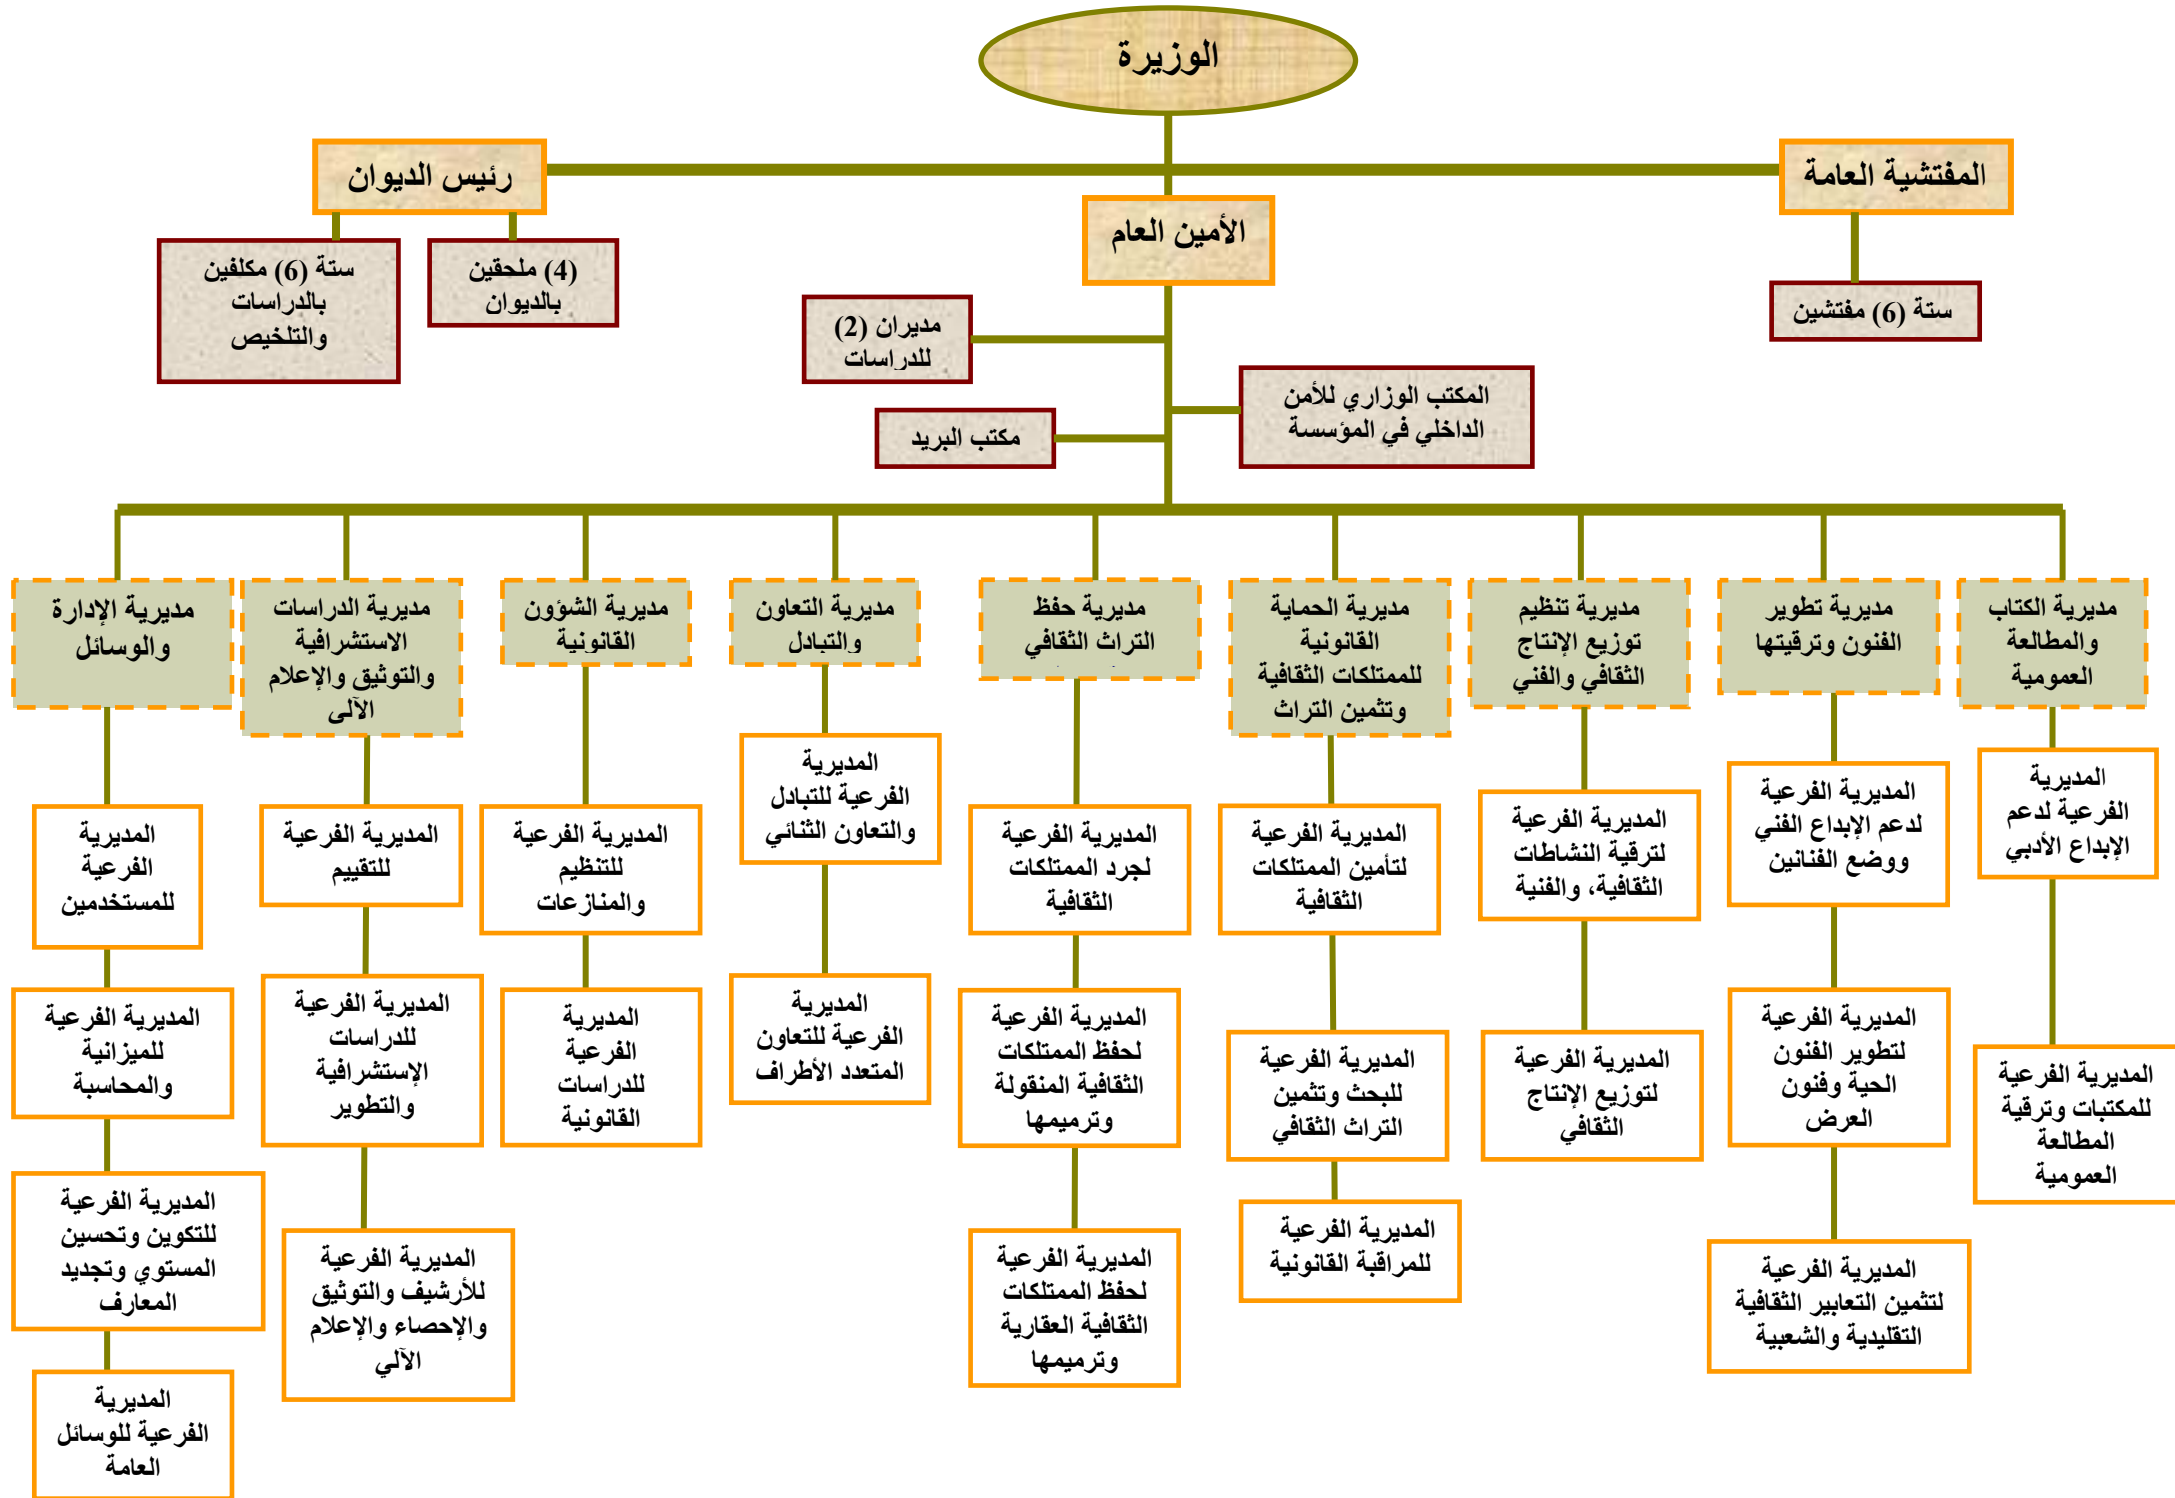 الوزيرة
المفتشية العامة
رئيس الديوان
الأمين العام
ستة (6) مفتشين
(4) ملحقين
بالديوان
ستة (6) مكلفين
بالدراسات
والتلخيص
مديران (2)
للدراسات
المكتب الوزاري للأمن
الداخلي في المؤسسة
مكتب البريد
مديرية الكتاب
والمطالعة
العمومية
مديرية تطوير
الفنون وترقيتها
مديرية تنظيم
توزيع الإنتاج
الثقافي والفني
مديرية الحماية
القانونية
للممتلكات الثقافية
وتثمين التراث
مديرية حفظ
التراث الثقافي
مديرية التعاون
والتبادل
مديرية الشؤون
القانونية
مديرية الدراسات
الاستشرافية
والتوثيق والإعلام
الآلي
مديرية الإدارة
والوسائل
المديرية
الفرعية لدعم
الإبداع الأدبي
المديرية الفرعية
للمكتبات وترقية
المطالعة
العمومية
المديرية الفرعية
لدعم الإبداع الفني
ووضع الفنانين
المديرية الفرعية
لتطوير الفنون
الحية وفنون
العرض
المديرية الفرعية
لتثمين التعابير الثقافية
التقليدية والشعبية
المديرية الفرعية
لترقية النشاطات
الثقافية، والفنية
المديرية الفرعية
لتوزيع الإنتاج
الثقافي
المديرية الفرعية
لتأمين الممتلكات
الثقافية
المديرية الفرعية
للبحث وتثمين
التراث الثقافي
المديرية الفرعية
للمراقبة القانونية
المديرية الفرعية
لجرد الممتلكات
الثقافية
المديرية الفرعية
لحفظ الممتلكات
الثقافية المنقولة
وترميمها
المديرية الفرعية
لحفظ الممتلكات
الثقافية العقارية
وترميمها
المديرية
الفرعية للتبادل
والتعاون الثنائي
المديرية
الفرعية للتعاون
المتعدد الأطراف
المديرية الفرعية
للتنظيم
والمنازعات
المديرية
الفرعية
للدراسات
القانونية
المديرية الفرعية
للتقييم
المديرية الفرعية
للدراسات
الإستشرافية
والتطوير
المديرية الفرعية
للأرشيف والتوثيق
والإحصاء والإعلام
الآلي
المديرية
الفرعية
للمستخدمين
المديرية الفرعية
للميزانية
والمحاسبة
المديرية الفرعية
للتكوين وتحسين
المستوي وتجديد
المعارف
المديرية
الفرعية للوسائل
العامة